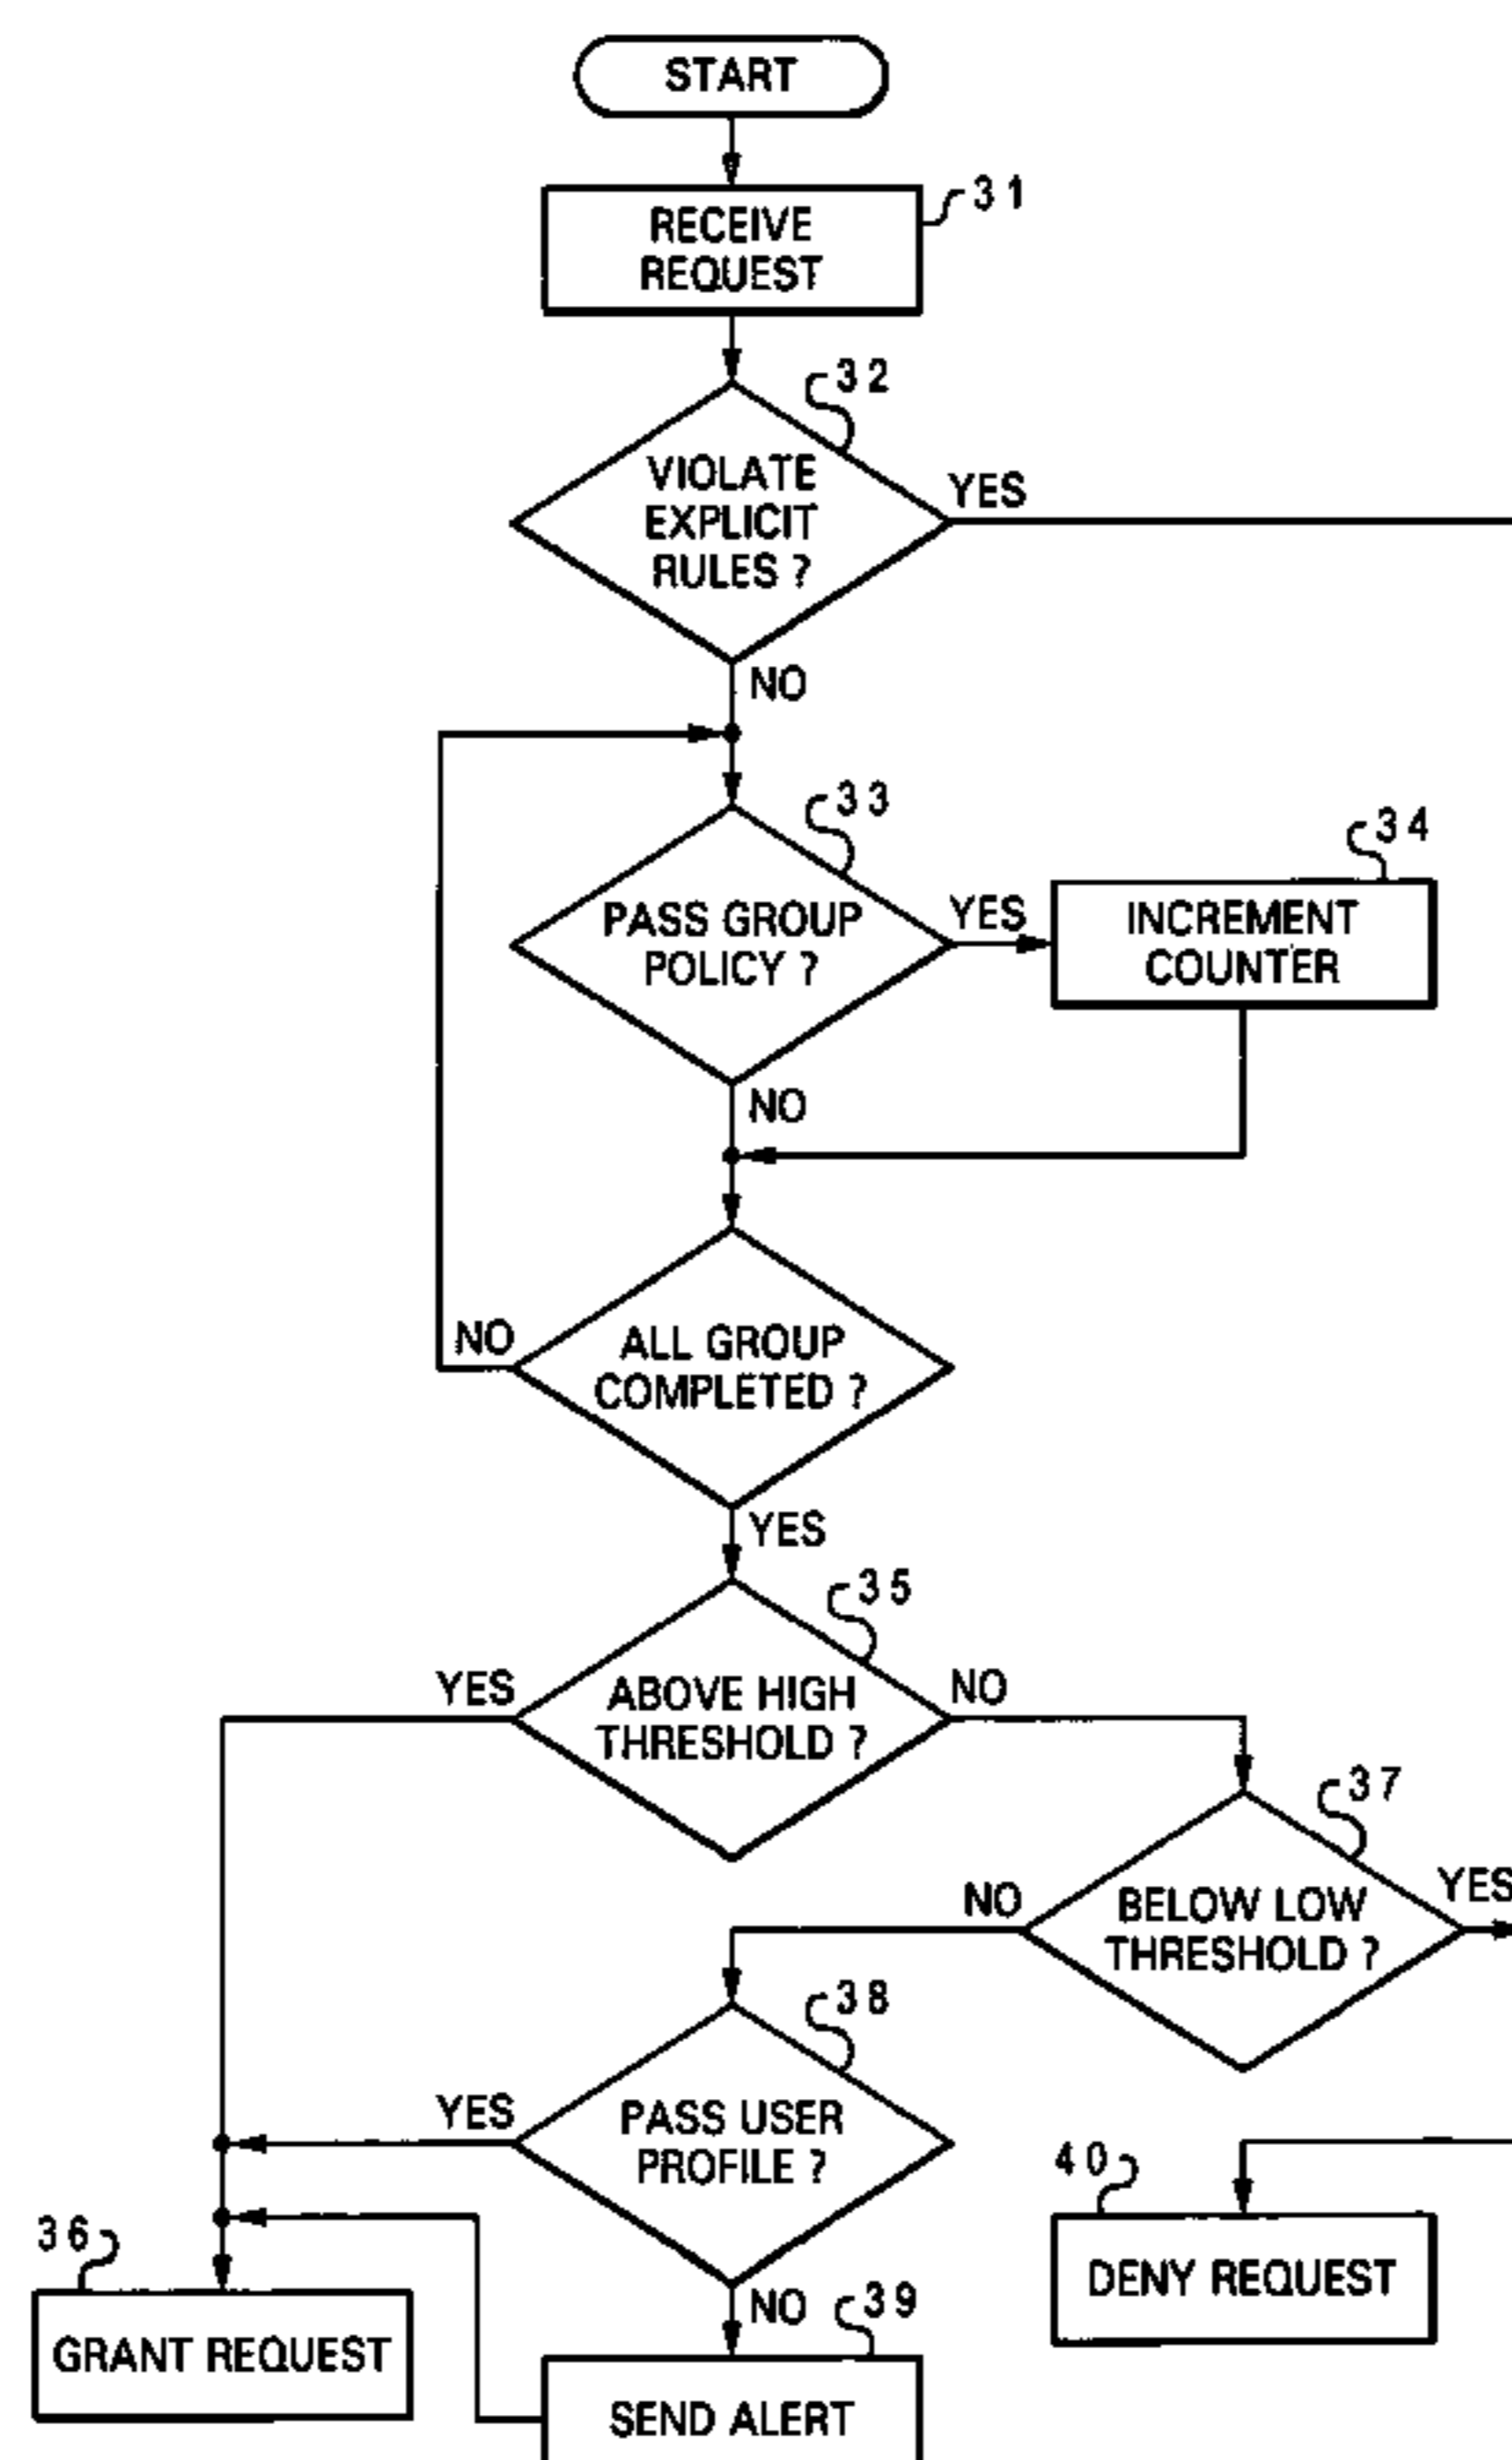 START
31
RECEIVE
REQUEST
32
VIOLATE
EXPLICIT
RULES ?
YES
NO
33
34
PASS GROUP
POLICY ?
YES
INCREMENT
COUNTER
NO
NO
ALL GROUP
COMPLETED ?
YES
35
YES
ABOVE HIGH
THRESHOLD ?
NO
37
NO
BELOW LOW
THRESHOLD ?
YES
38
YES
PASS USER
PROFILE ?
40
36
DENY REQUEST
NO
39
GRANT REQUEST
SEND ALERT